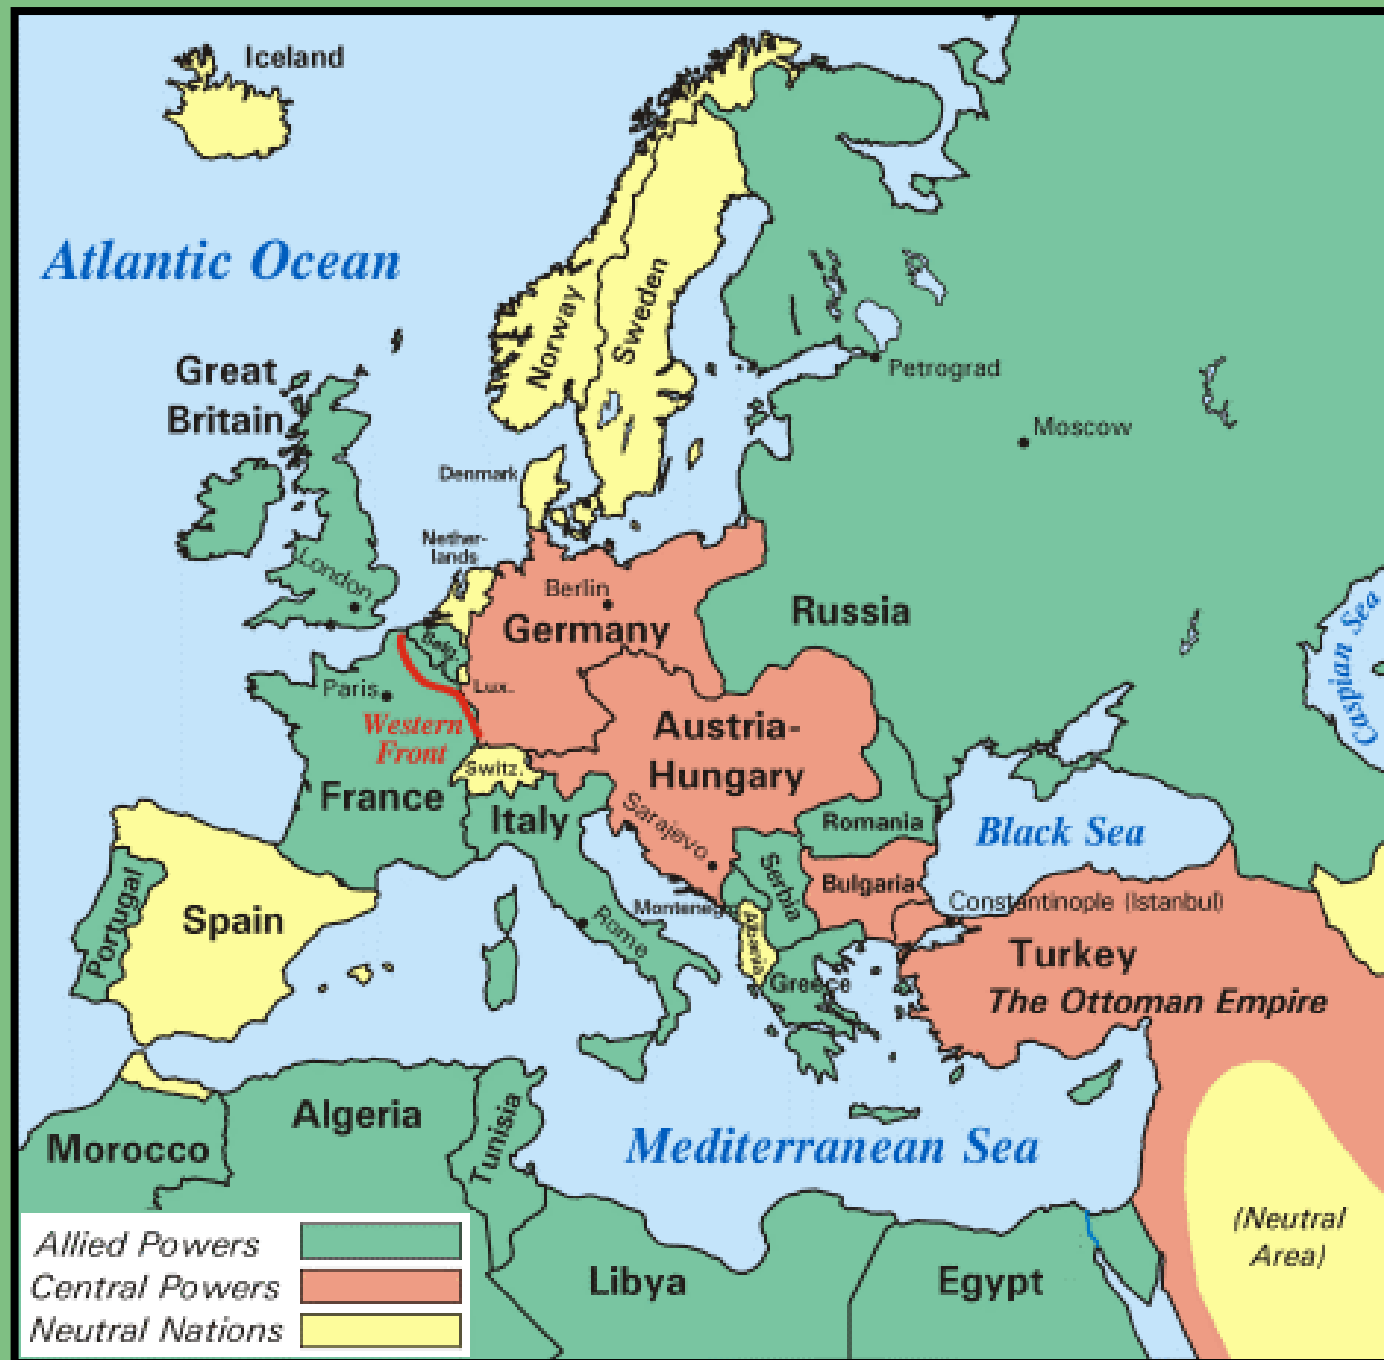 Iceland
Atlantic Ocean
Norway
Sweden
Great
Britain
Petrograd
Moscow
Denmark
Nether-
lands
London
Berlin
Germany
Russia
Caspian Sea
Belg.
Lux.
Paris
Western
Front
Austria-
Hungary
Switz.
France
Italy
Sarajevo
Romania
Black Sea
Serbia
Bulgaria
Constantinople (Istanbul)
Portugal
Spain
Rome
Montenegro
Albania
Greece
Turkey
The Ottoman Empire
Morocco
Algeria
Tunisia
Mediterranean Sea
(Neutral
Area)
Libya
Egypt
Allied Powers
Central Powers
Neutral Nations